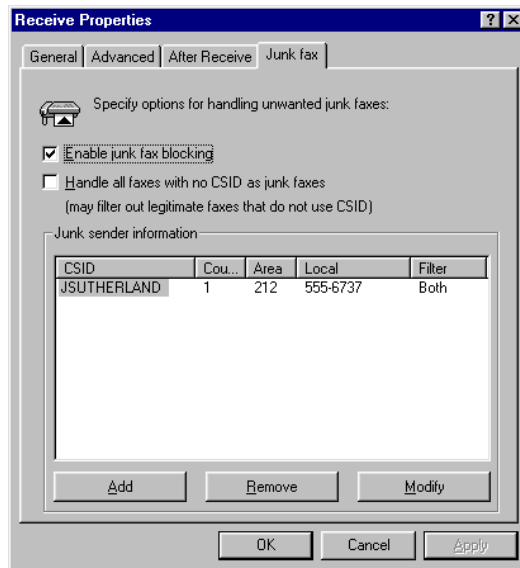 Receive Properties
General Advanced After Receive Junk fax
Specify options for handling unwanted junk faxes:
Enable junk fax blocking
Handle all faxes with no CSID as junk faxes
(may filter out legitimate faxes that do not use CSID)
Junk sender information
CSID Cou... Area Local Filter
JSUTHERLAND 1 212 555-6737 Both
Add Remove Modify
OK Cancel Apply